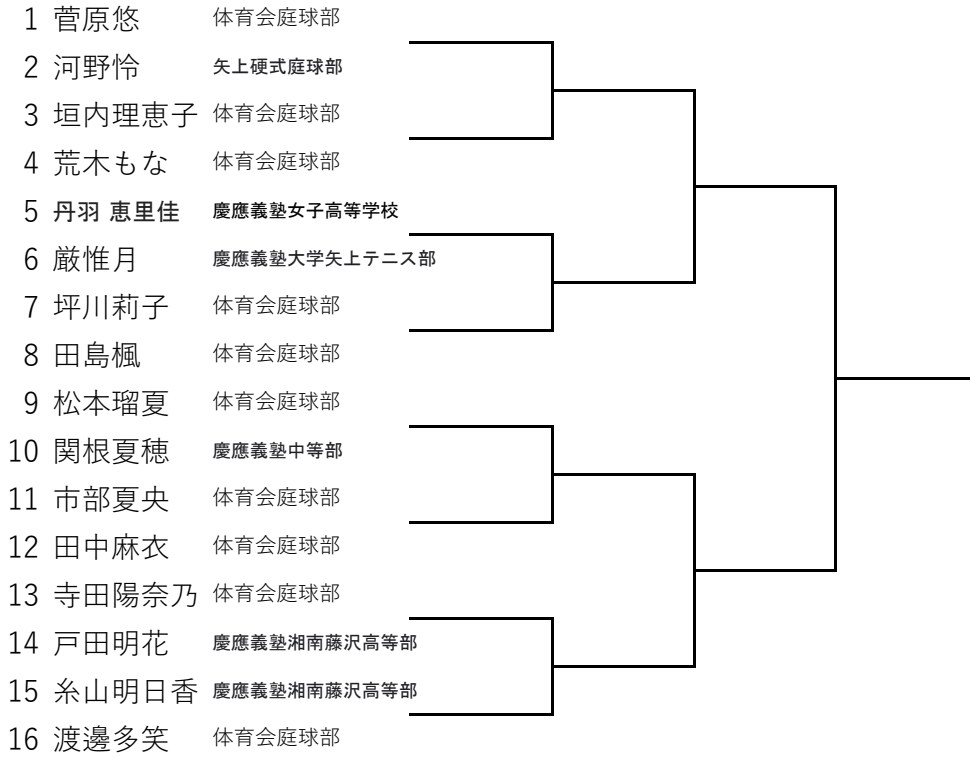 1 菅原悠 体育会庭球部
2 河野怜 矢上硬式庭球部
3 垣内理恵子 体育会庭球部
4 荒木もな 体育会庭球部
5 丹羽 恵里佳 慶應義塾女子高等学校
6 厳惟月 慶應義塾大学矢上テニス部
7 坪川莉子 体育会庭球部
8 田島楓 体育会庭球部
9 松本瑠夏 体育会庭球部
10 関根夏穂 慶應義塾中等部
11 市部夏央 体育会庭球部
12 田中麻衣 体育会庭球部
13 寺田陽奈乃 体育会庭球部
14 戸田明花 慶應義塾湘南藤沢高等部
15 糸山明日香 慶應義塾湘南藤沢高等部
16 渡邊多笑 体育会庭球部